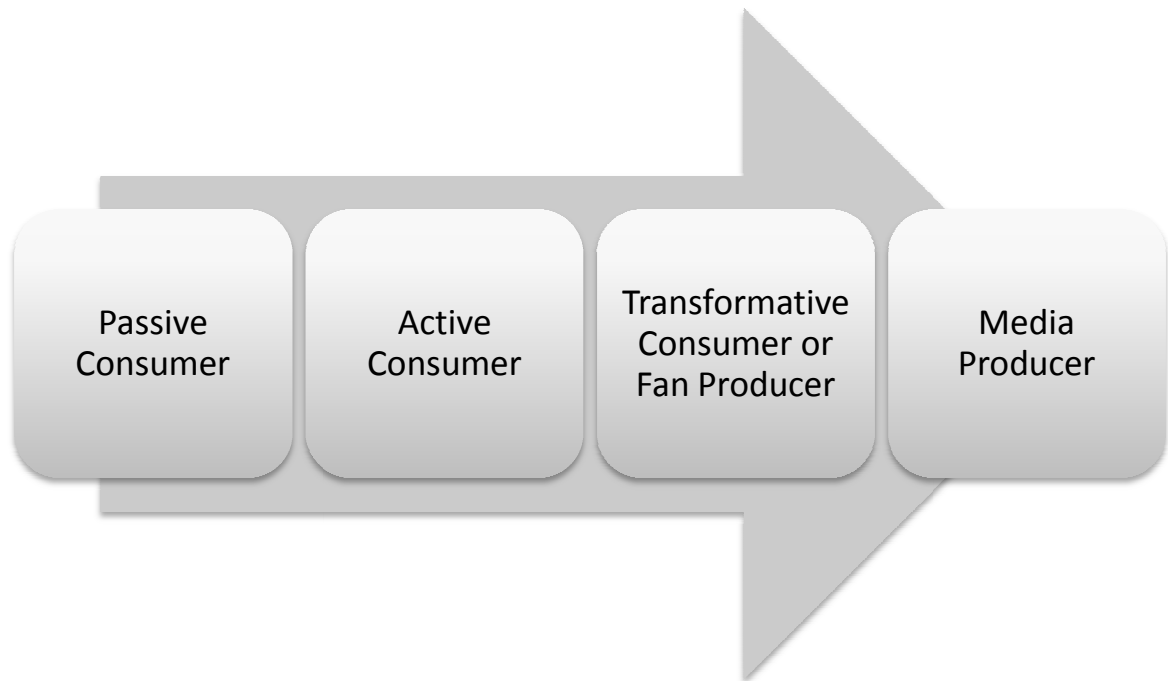 Passive
Consumer
Active
Consumer
Transformative
Consumer or
Fan Producer
Media
Producer